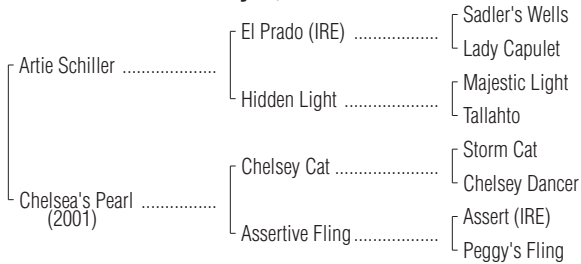 Sadler's Wells
El Prado (IRE) ..................
Lady Capulet
Artie Schiller ....................
Majestic Light
Hidden Light ....................
Tallahto
Storm Cat
Chelsey Cat ......................
Chelsey Dancer
Chelsea's Pearl ................
(2001)
Assert (IRE)
Assertive Fling..................
Peggy's Fling